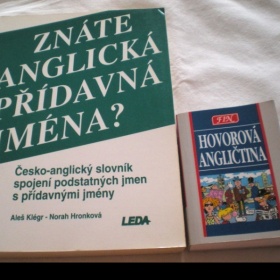 ZNÁTE
ANGLICKÁ
PŘÍDAVNÁ
JMÉNA?
Česko-anglický slovník
spojení podstatných jmen
s přídavnými jmény
Aleš Klégr - Norah Hronková
LEDA
FIN
HOVOROVÁ
ANGLIČTINA